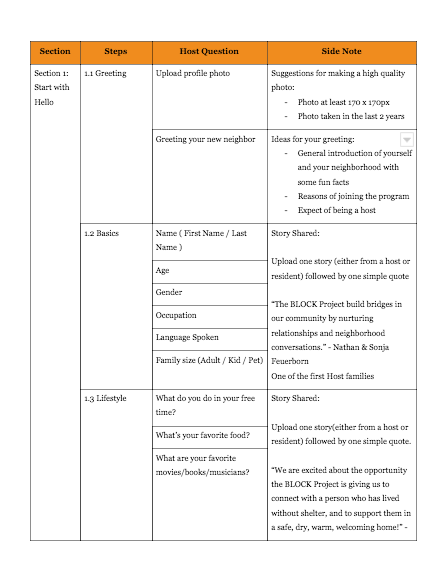 Section Steps Host Question Side Note
Section 1:
Start with
Hello
1.1 Greeting
Upload profile photo
Suggestions for making a high quality
photo:
- Photo at least 170 x 170px
- Photo taken in the last 2 years
Greeting your new neighbor
Ideas for your greeting:
- General introduction of yourself
and your neighborhood with
some fun facts
- Reasons of joining the program
- Expect of being a host
1.2 Basics
Name ( First Name / Last
Name )
Age
Gender
Occupation
Language Spoken
Family size (Adult / Kid / Pet)
Story Shared:
Upload one story (either from a host or
resident) followed by one simple quote
“The BLOCK Project build bridges in
our community by nurturing
relationships and neighborhood
conversations.” - Nathan & Sonja
Feuerborn
One of the first Host families
1.3 Lifestyle
What do you do in your free
time?
What's your favorite food?
What are your favorite
movies/books/musicians?
Story Shared:
Upload one story(either from a host or
resident) followed by one simple quote.
“We are excited about the opportunity
the BLOCK Project is giving us to
connect with a person who has lived
without shelter, and to support them in
a safe, dry, warm, welcoming home!” -